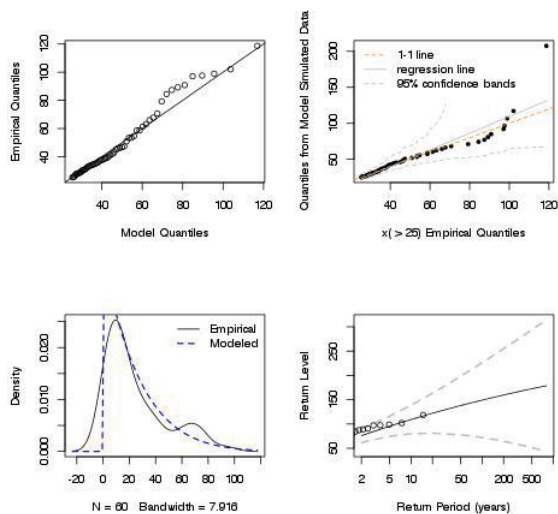 Empirical Quantiles
120
80
60
40
40
60
80
100
120
Model Quantiles
Quantiles from Model Simulated Data
200
150
100
50
1-1 line
regression line
95% confidence bands
40
60
80
100
120
x( > 25) Empirical Quantiles
Density
0.020
0.010
0.000
Empirical
Modeled
-20
0
20
40
60
80
100
N = 60 Bandwidth = 7.916
Return Level
250
150
50
2
5
10
50
200
500
Return Period (years)